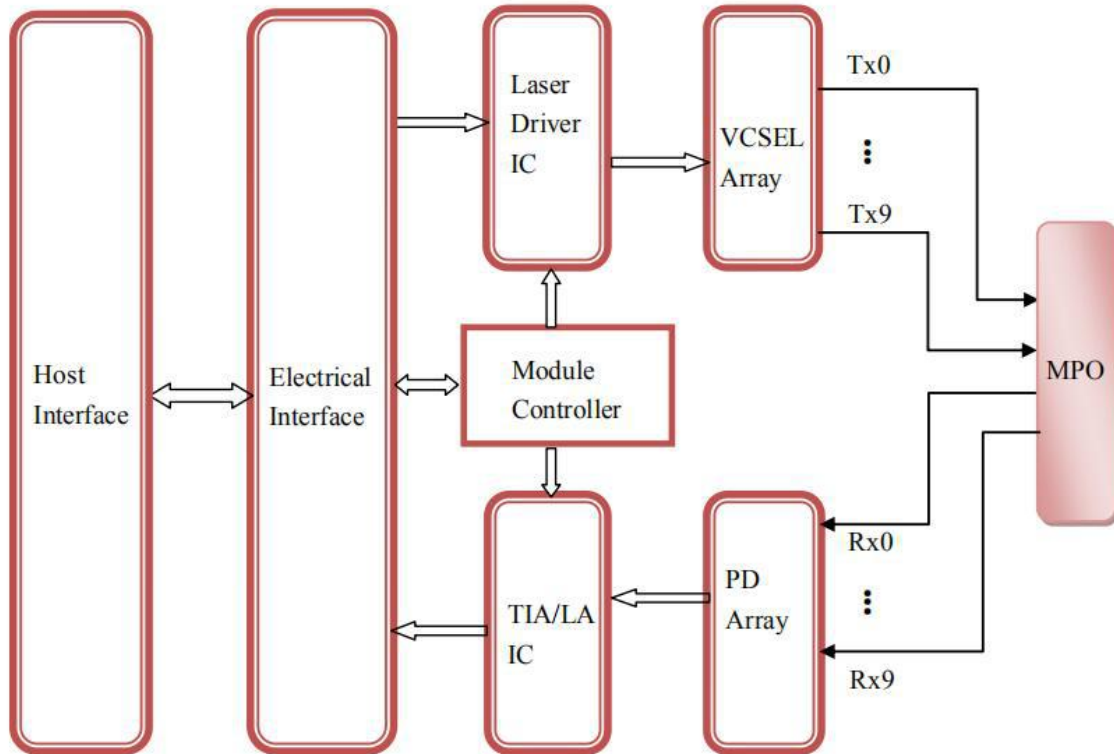 Host
Interface
Electrical
Interface
Laser
Driver
IC
VCSEL
Array
Tx0
Tx9
Module
Controller
MPO
TIA/LA
IC
PD
Array
Rx0
Rx9